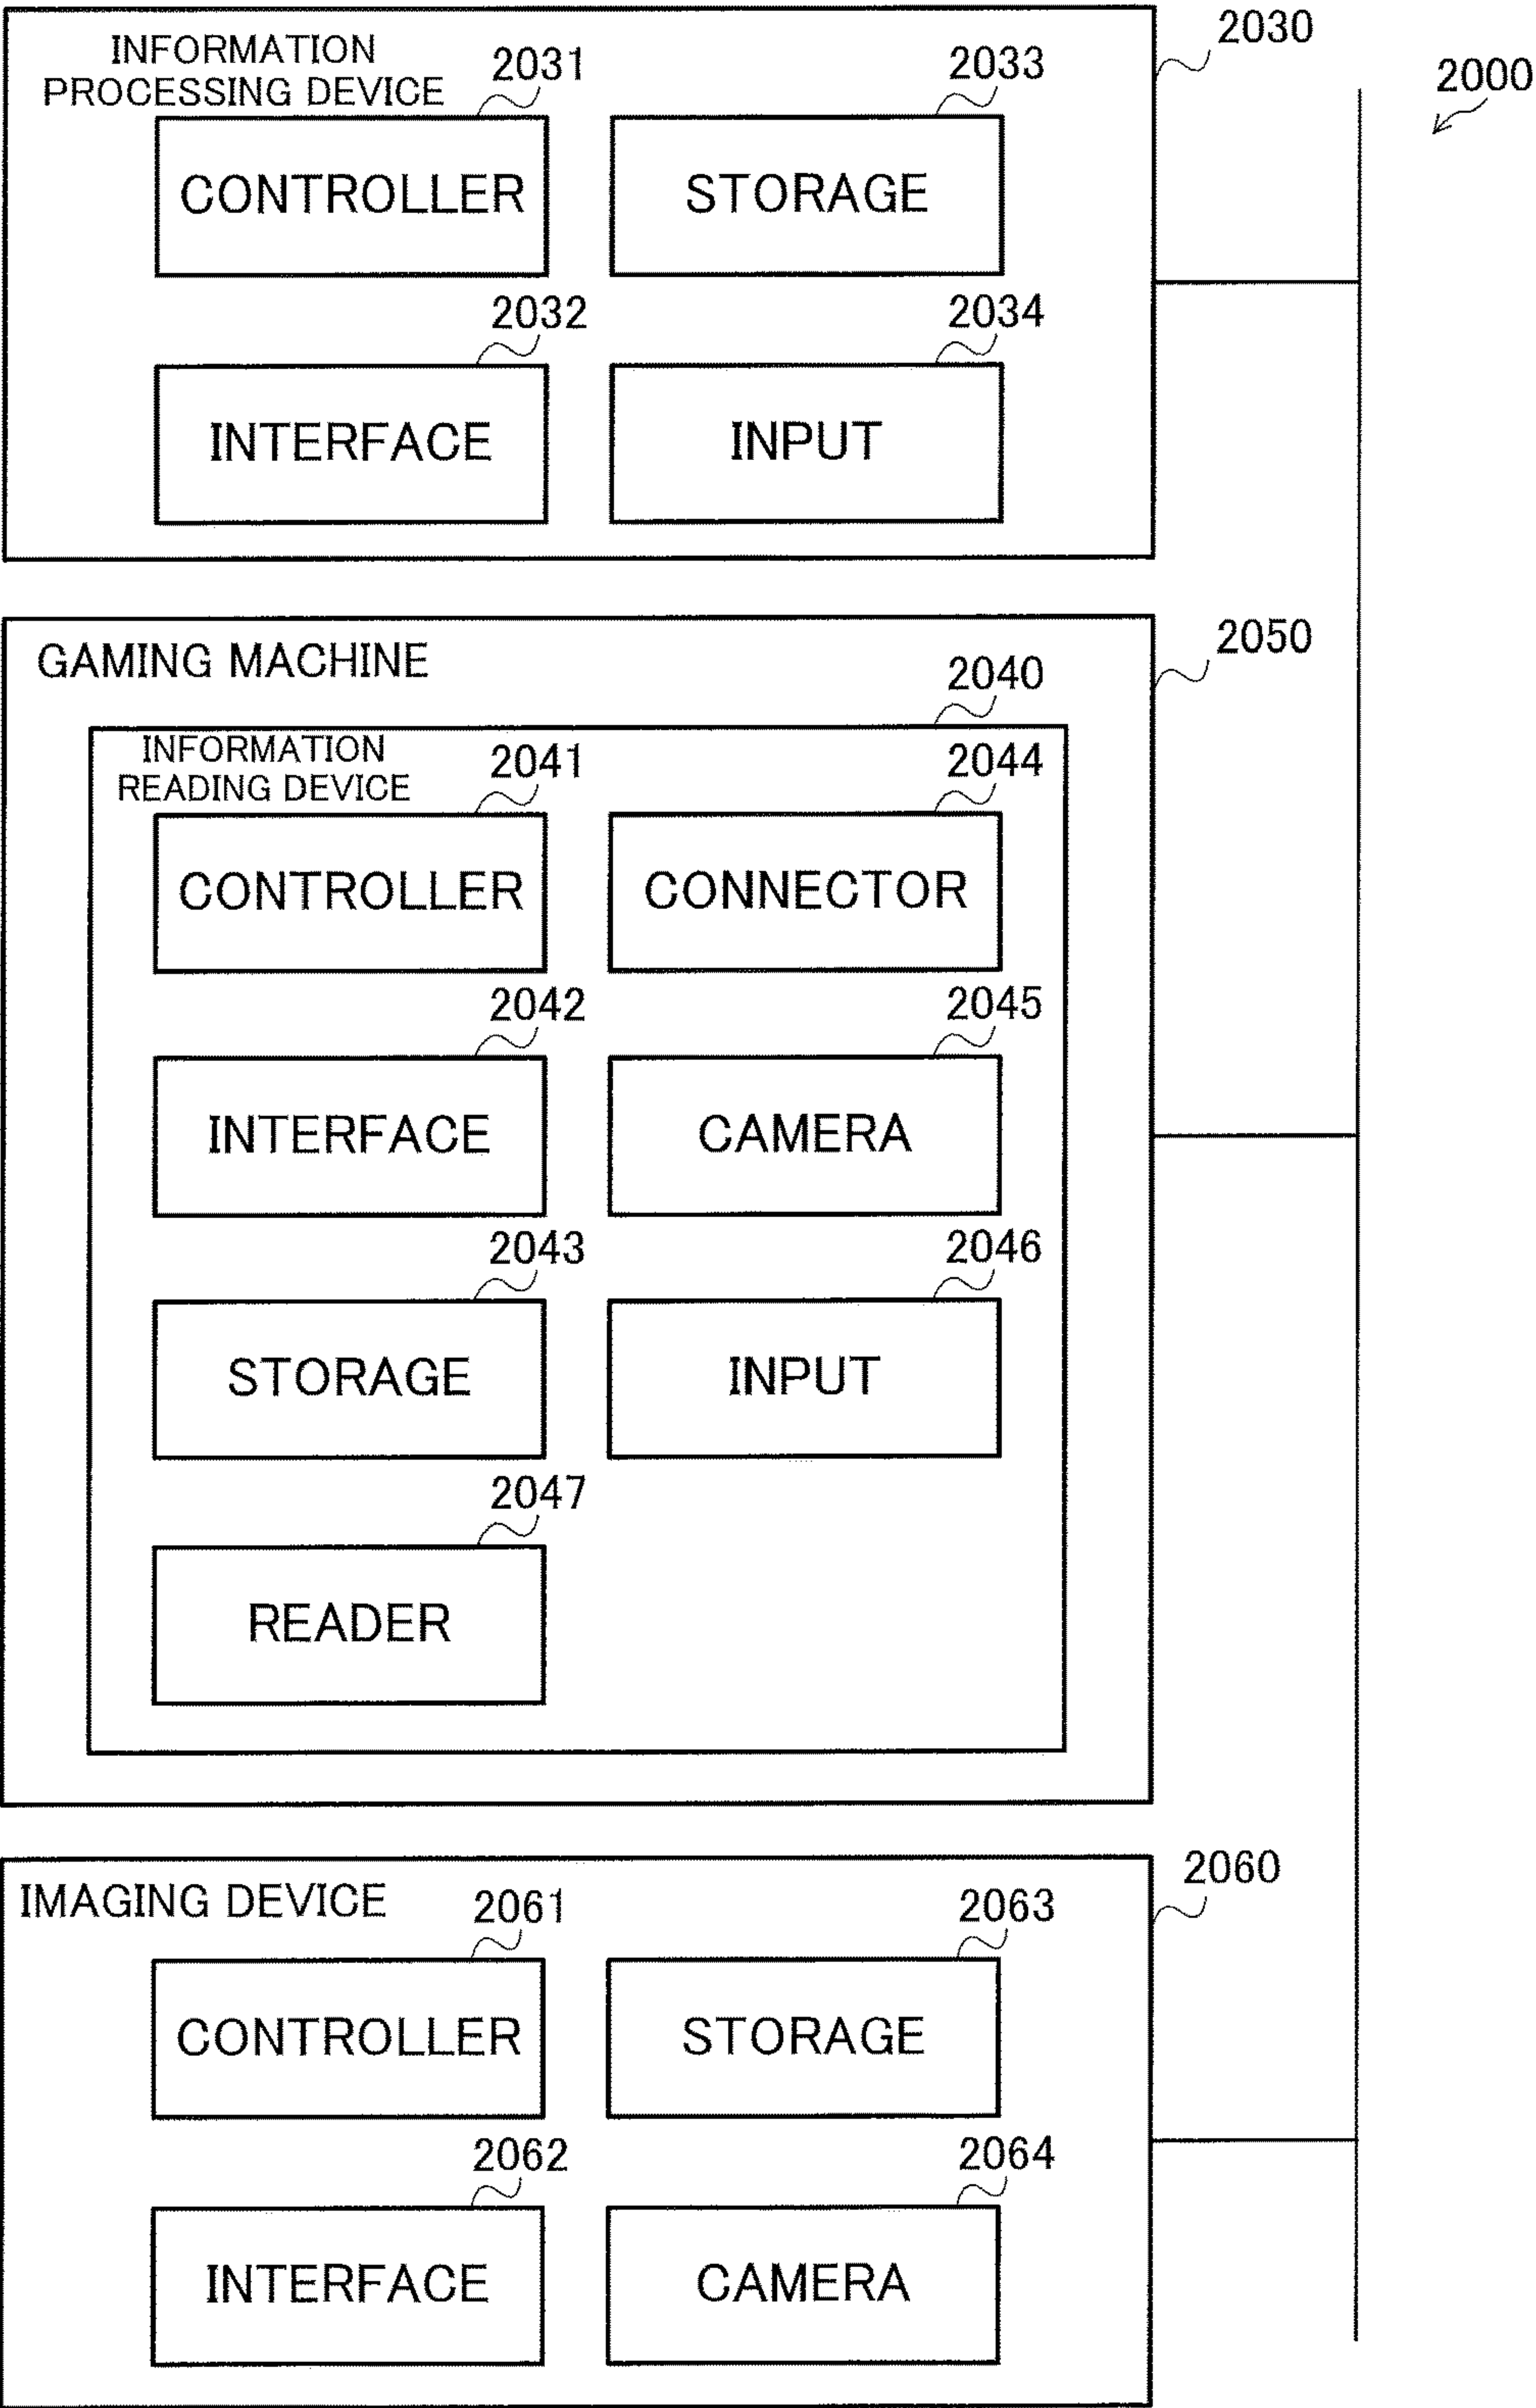 2030
2000
INFORMATION
PROCESSING DEVICE
2031
2033
CONTROLLER
STORAGE
2032
2034
INTERFACE
INPUT
2050
GAMING MACHINE
2040
INFORMATION
READING DEVICE
2041
2044
CONTROLLER
CONNECTOR
2042
2045
INTERFACE
CAMERA
2043
2046
STORAGE
INPUT
2047
READER
2060
IMAGING DEVICE
2061
2063
CONTROLLER
STORAGE
2062
2064
INTERFACE
CAMERA